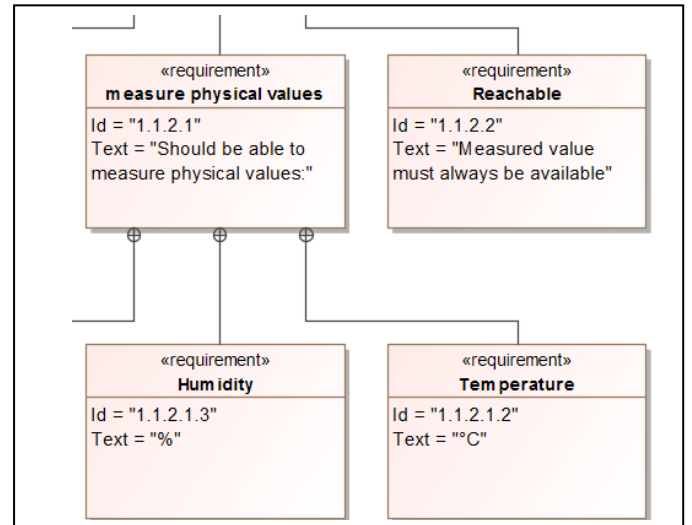 «requirement»
measure physical values
Id = "1.1.2.1"
Text = "Should be able to
measure physical values:"
«requirement»
Reachable
Id = "1.1.2.2"
Text = "Measured value
must always be available"
«requirement»
Humidity
Id = "1.1.2.1.3"
Text = "%"
«requirement»
Temperature
Id = "1.1.2.1.2"
Text = "°C"